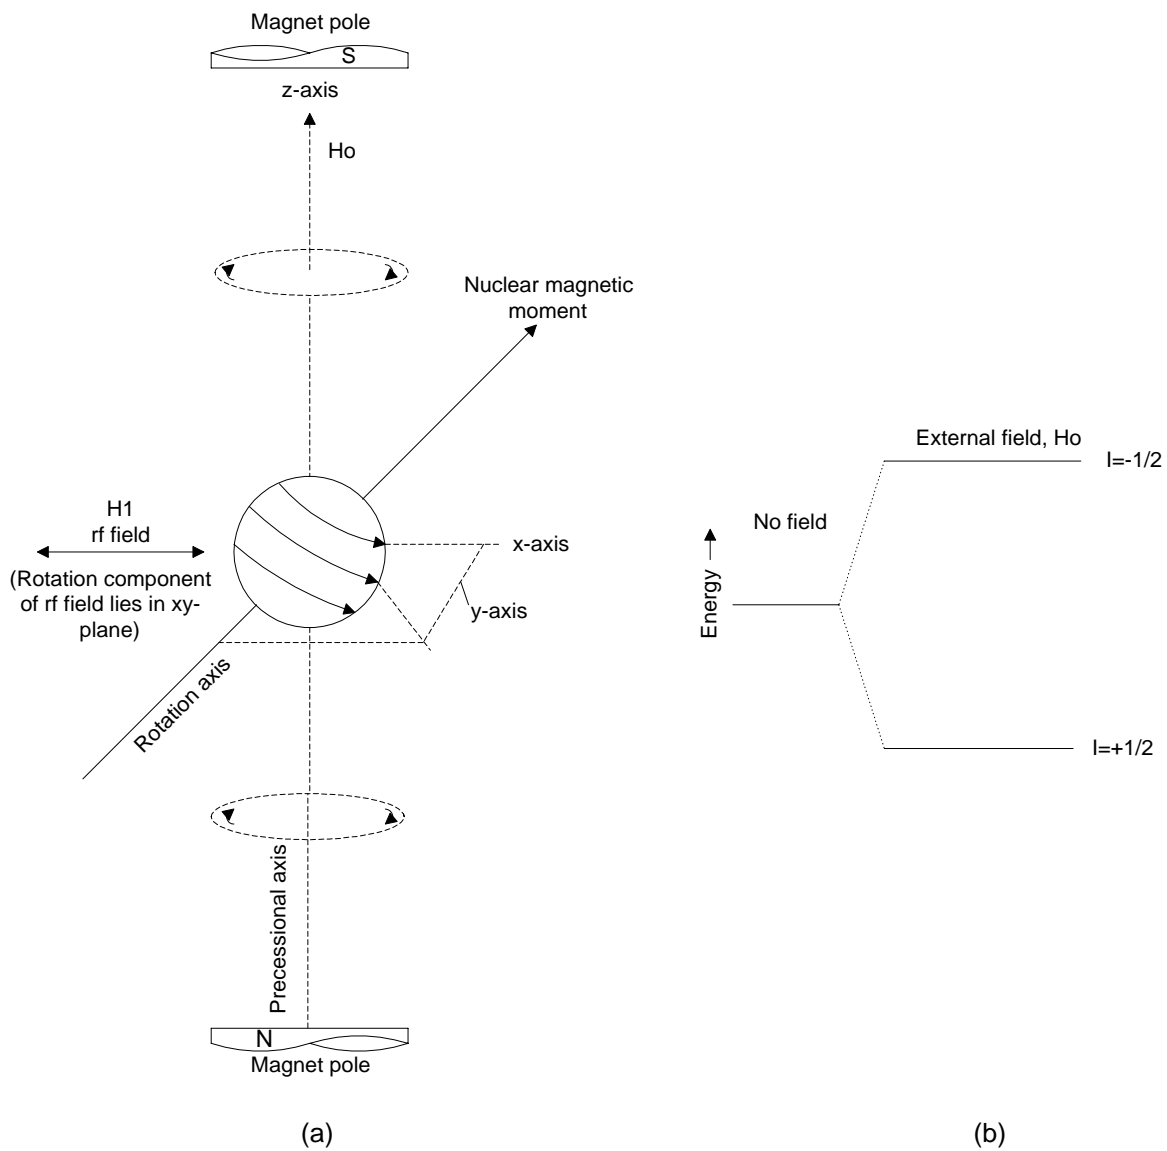 Magnet pole
S
z-axis
Ho
Nuclear magnetic
moment
H1
rf field
(Rotation component
of rf field lies in xy-
plane)
x-axis
y-axis
Rotation axis
Precessional axis
N
Magnet pole
(a)
External field, Ho
I=-1/2
No field
Energy
I=+1/2
(b)